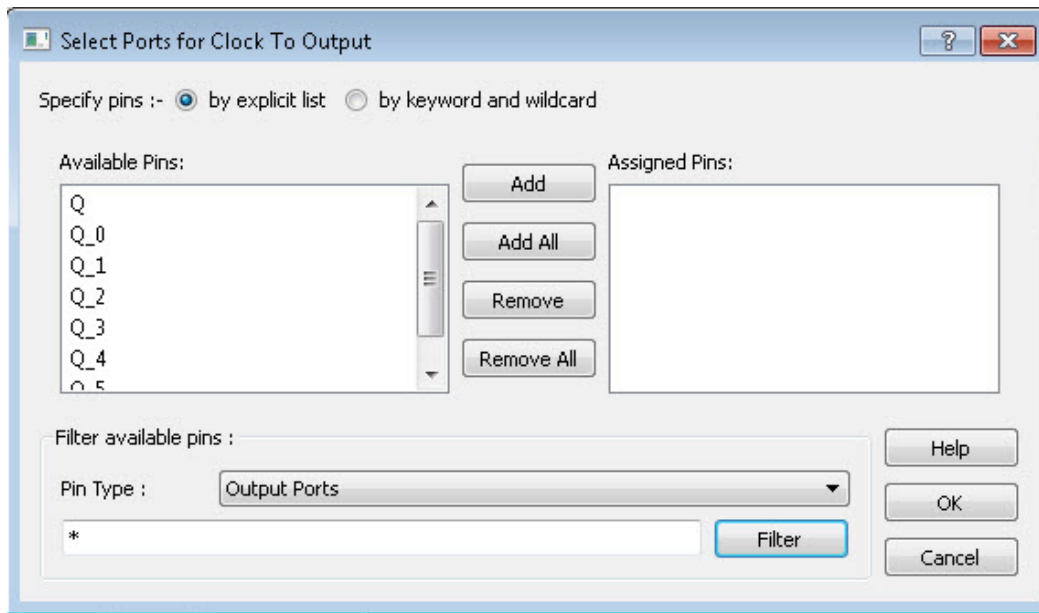 Select Ports for Clock To Output
Specify pins :- by explicit list by keyword and wildcard
Available Pins:
Q
Q_0
Q_1
Q_2
Q_3
Q_4
Q_5
Add
Add All
Remove
Remove All
Assigned Pins:
Filter available pins :
Pin Type : Output Ports
*
Filter
Help
OK
Cancel